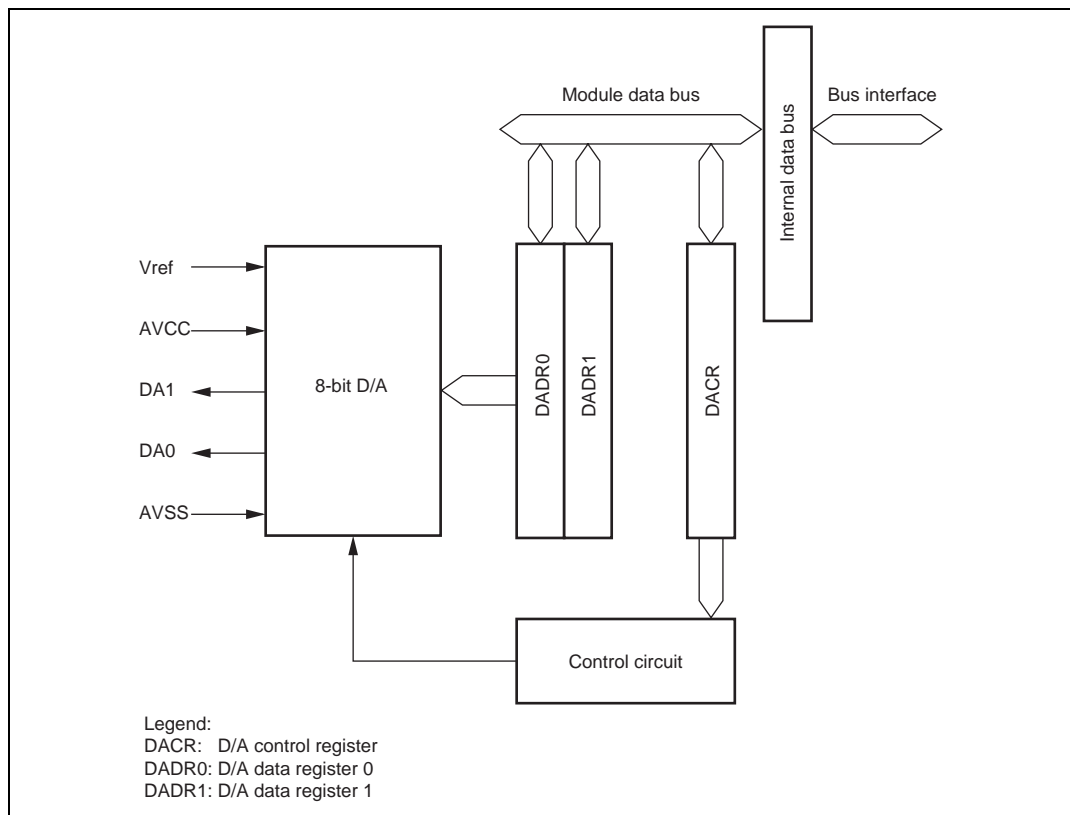 Module data bus
Bus interface
Internal data bus
Vref
AVCC
DA1
DA0
AVSS
8-bit D/A
DADR0
DADR1
DACR
Control circuit
Legend:
DACR: D/A control register
DADR0: D/A data register 0
DADR1: D/A data register 1